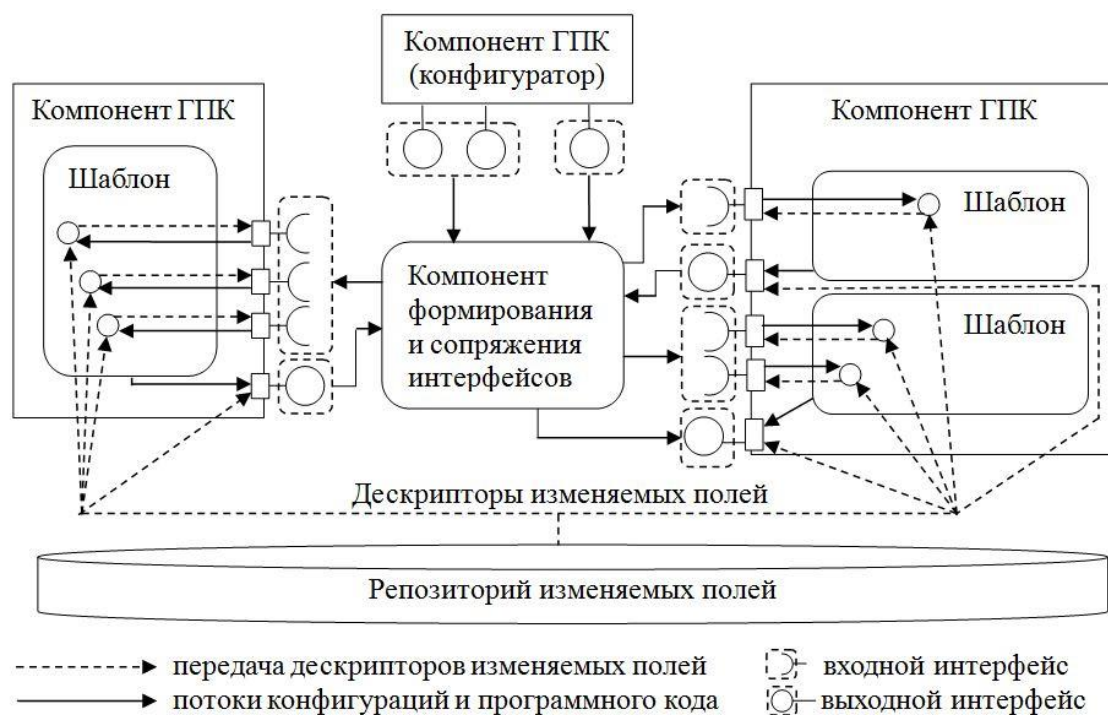 Компонент ГПК
(конфигуратор)
Компонент ГПК
Шаблон
Компонент
формирования
и сопряжения
интерфейсов
Компонент ГПК
Шаблон
Шаблон
Дескрипторы изменяемых полей
Репозиторий изменяемых полей
передача дескрипторов изменяемых полей
потоки конфигураций и программного кода
входной интерфейс
выходной интерфейс